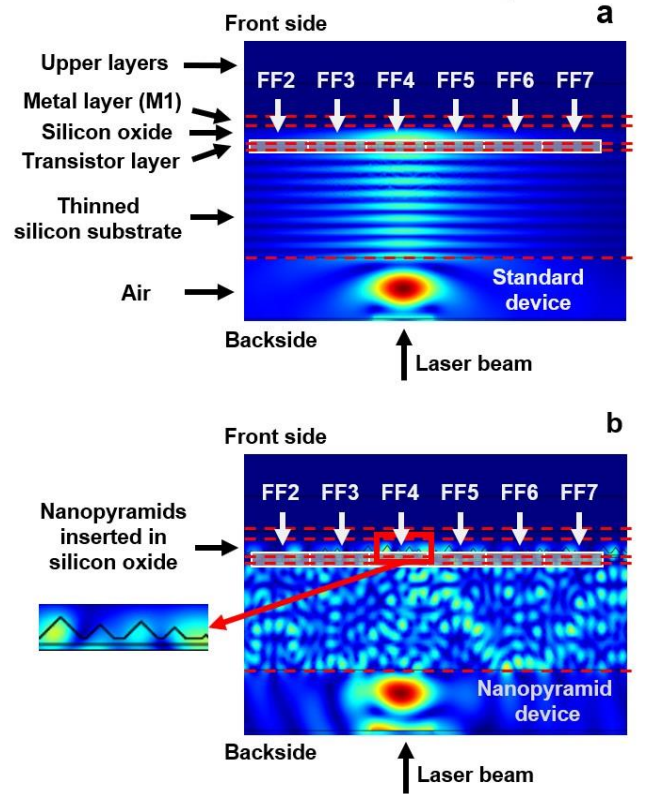 a
Front side
Upper layers
FF2 FF3 FF4 FF5 FF6 FF7
Metal layer (M1)
Silicon oxide
Transistor layer
Thinned
silicon substrate
Air
Standard
device
Backside
Laser beam
b
Front side
FF2 FF3 FF4 FF5 FF6 FF7
Nanopyramids
inserted in
silicon oxide
Nanopyramid
device
Backside
Laser beam